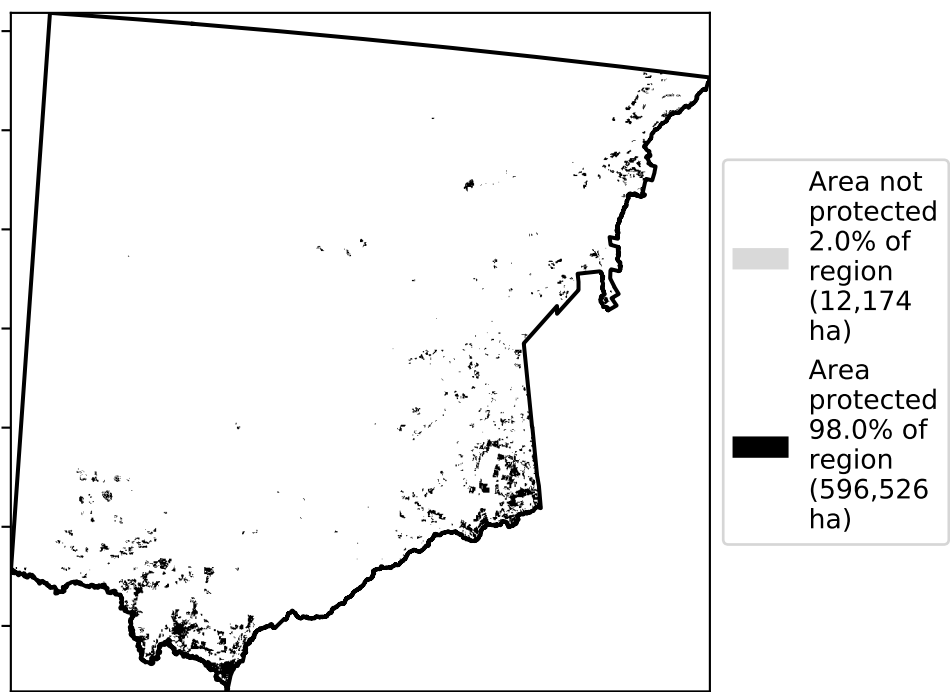 Area not
protected
2.0% of
region
(12,174
ha)
Area
protected
98.0% of
region
(596,526
ha)